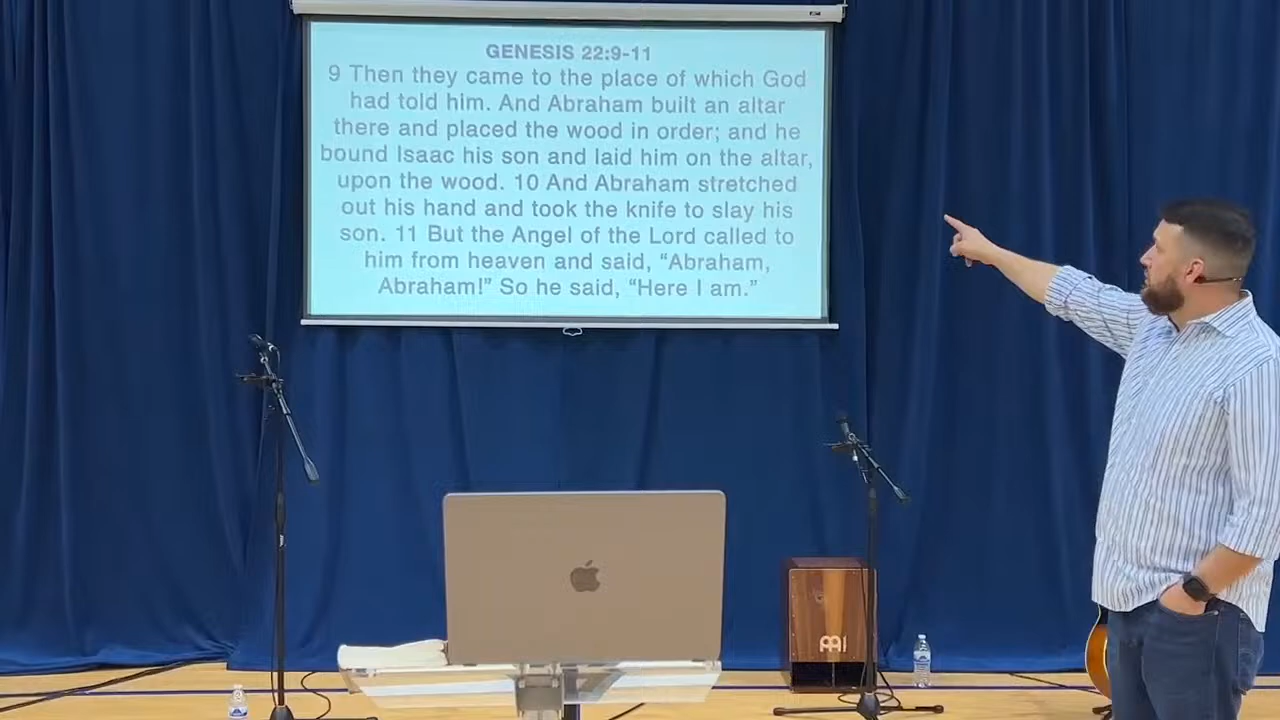 GENESIS 22:9-11
9 Then they came to the place of which God
had told him. And Abraham built an altar
there and placed the wood in order; and he
bound Isaac his son and laid him on the altar,
upon the wood. 10 And Abraham stretched
out his hand and took the knife to slay his
son. 11 But the Angel of the Lord called to
him from heaven and said, “Abraham,
Abraham!” So he said, “Here I am.”